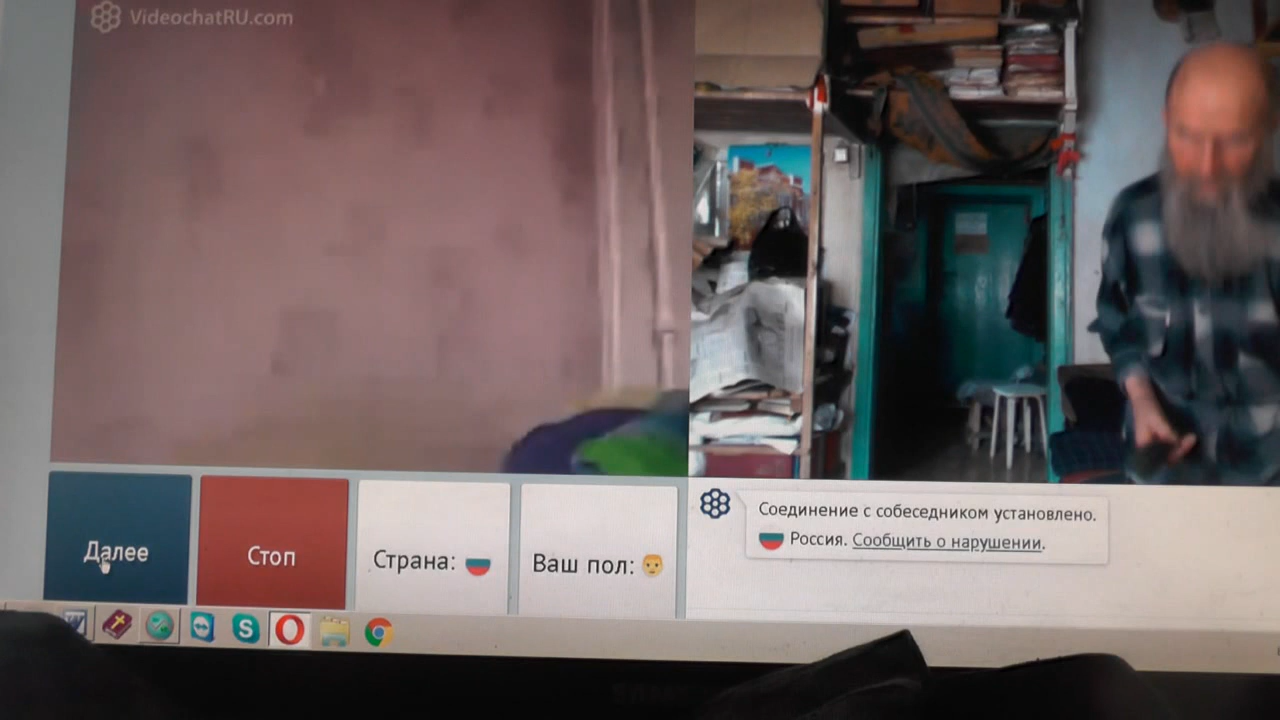 VideochatRU.com
Далее
Стоп
Страна:
Ваш пол:
Соединение с собеседником установлено.
Россия. Сообщить о нарушении.